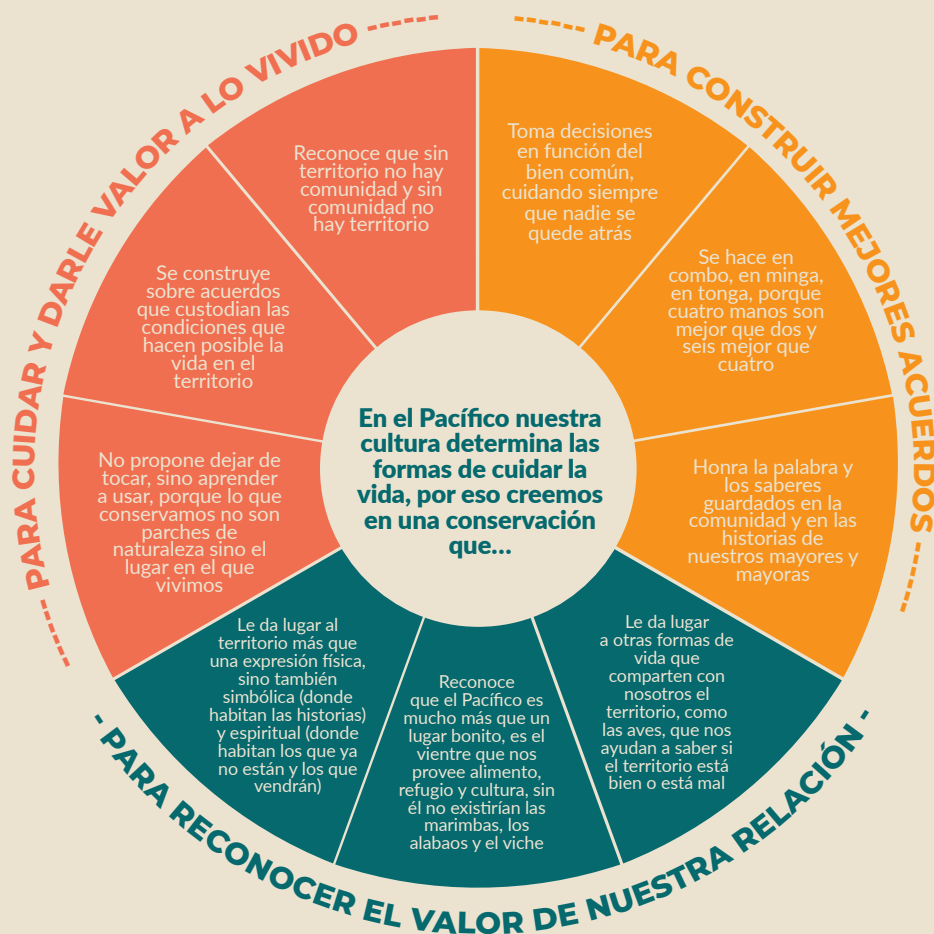 En el Pacífico nuestra
cultura determina las
formas de cuidar la
vida, por eso creemos
en una conservación
que...
PARA CONSTRUIR MEJORES ACUERDOS
Toma decisiones
en función del
bien común,
cuidando siempre
que nadie se
quede atrás
Se hace en
combo, en minga,
en tonga, porque
cuatro manos son
mejor que dos y
seis mejor que
cuatro
Honra la palabra y
los saberes
guardados en la
comunidad y en las
historias de
nuestros mayores y
mayoras
- PARA RECONOCER EL VALOR DE NUESTRA RELACIÓN -
Le da lugar
a otras formas de
vida que
comparten con
nosotros el
territorio, como
las aves, que nos
ayudan a saber si
el territorio está
bien o está mal
Reconoce
que el Pacífico es
mucho más que un
lugar bonito, es el
vientre que nos
provee alimento,
refugio y cultura, sin
él no existirían las
marimbas, los
alabaos y el viche
Le da lugar al
territorio más que
una expresión física,
sino también
simbólica (donde
habitan las historias)
y espiritual (donde
habitan los que ya
no están y los que
vendrán)
PARA CUIDAR Y DARLE VALOR A LO VIVIDO
No propone dejar de
tocar, sino aprender
a usar, porque lo que
conservamos no son
parches de
naturaleza sino el
lugar en el que
vivimos
Se construye
sobre acuerdos
que custodian las
condiciones que
hacen posible la
vida en el
territorio
Reconoce que sin
territorio no hay
comunidad y sin
comunidad no
hay territorio